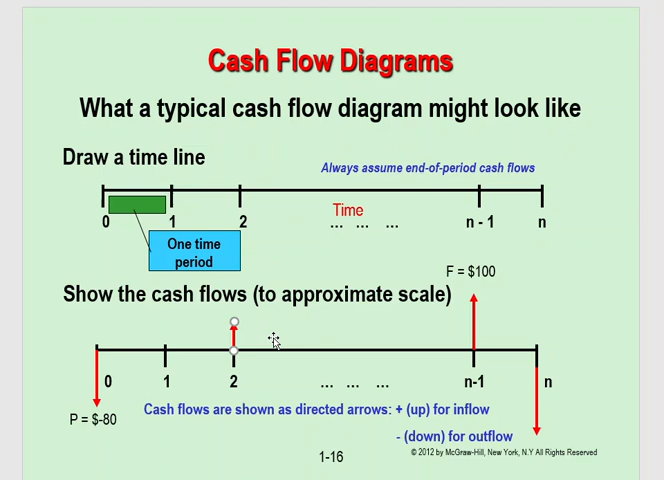 Cash Flow Diagrams
What a typical cash flow diagram might look like
Draw a time line
Always assume end-of-period cash flows
Time
0 1 2 … … … n - 1 n
One time
period
F = $100
Show the cash flows (to approximate scale)
0 1 2 … … … n-1 n
P = $-80
Cash flows are shown as directed arrows: + (up) for inflow
- (down) for outflow
© 2012 by McGraw-Hill, New York, N.Y All Rights Reserved
1-16